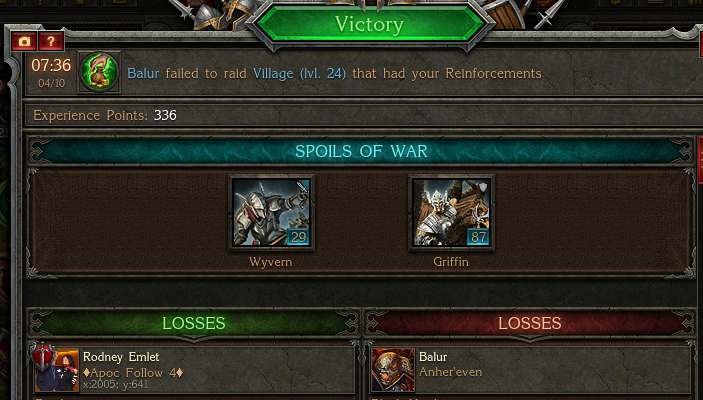 Victory
?
07:36
04/10
Balur failed to raid Village (lvl. 24) that had your Reinforcements
Experience Points: 336
SPOILS OF WAR
29
87
Wyvern
Griffin
LOSSES
LOSSES
Rodney Emlet
♦Apoc Follow 4♦
x:2005; y:641
Balur
Anher'even